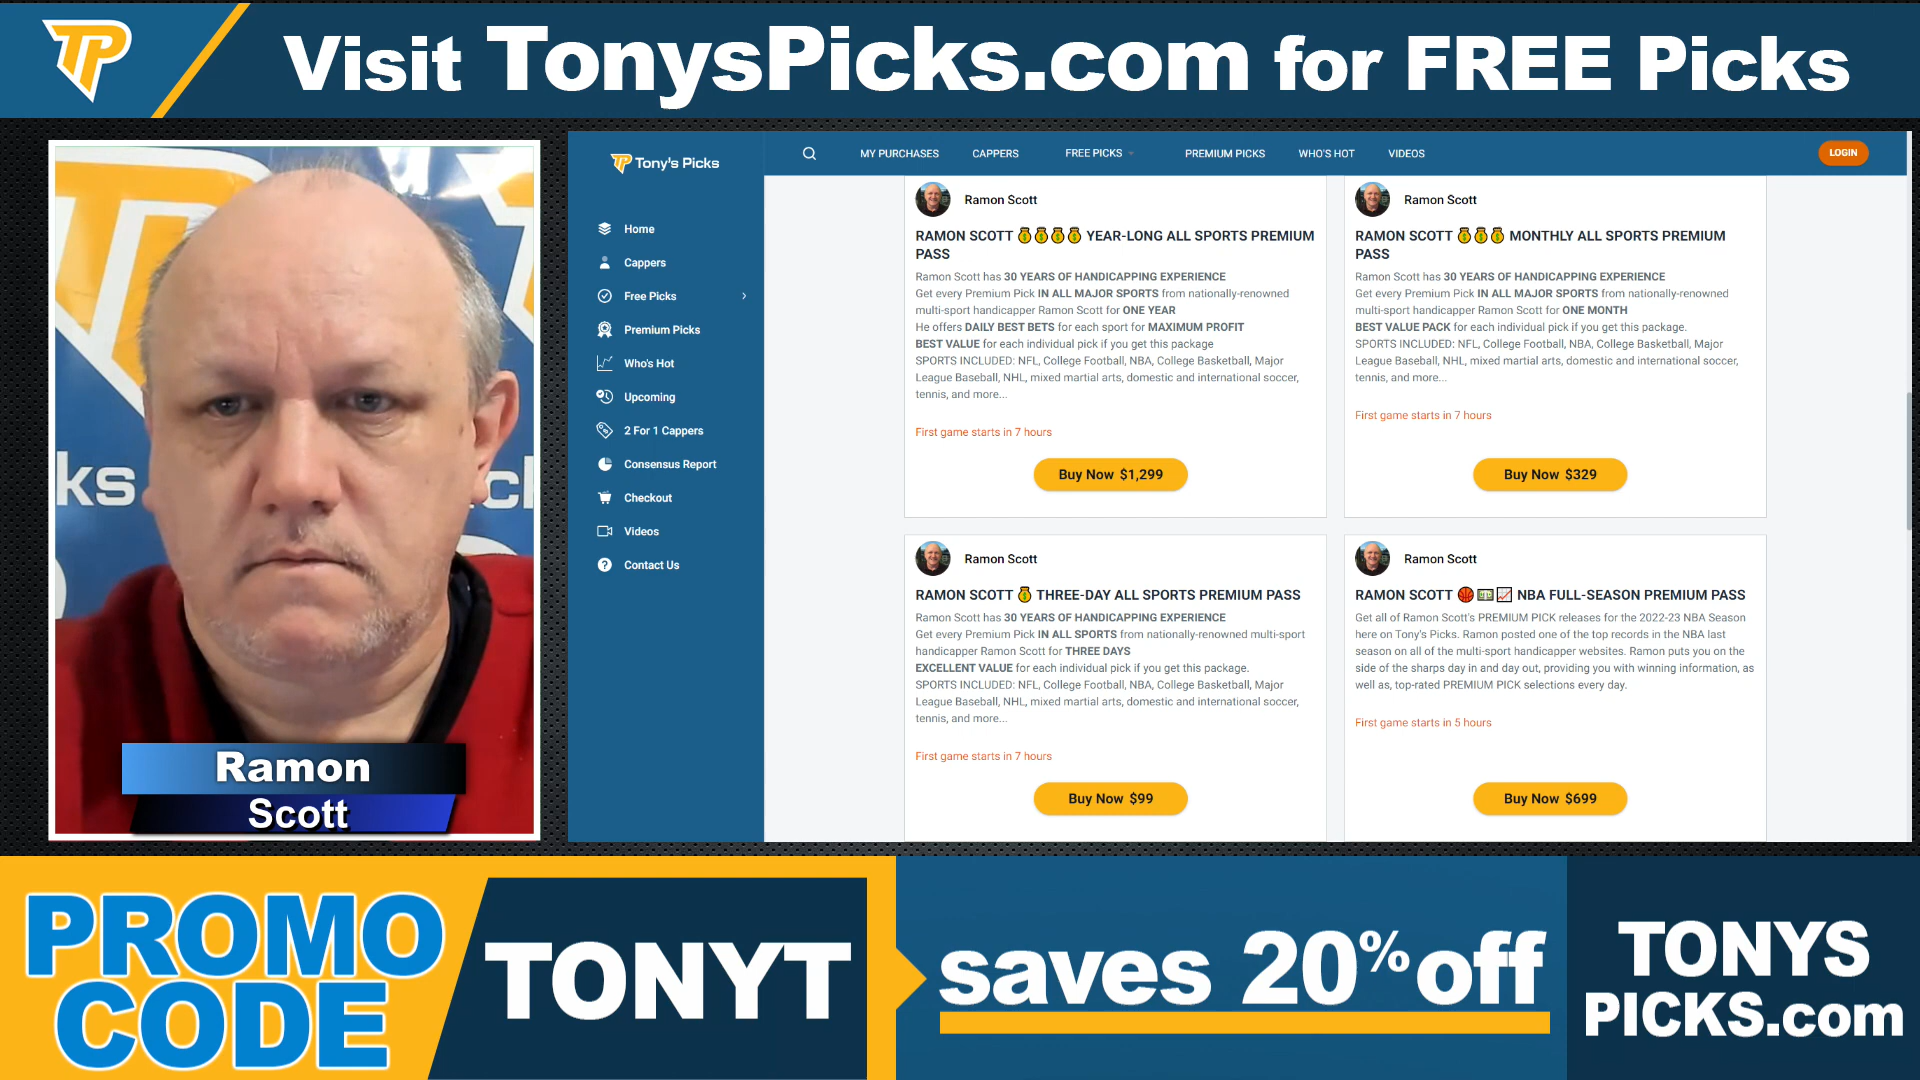 TP
Visit TonysPicks.com for FREE Picks
ks
Ramon
Scott
TP Tony's Picks
MY PURCHASES CAPPERS FREE PICKS PREMIUM PICKS WHO'S HOT VIDEOS LOGIN
Home
Cappers
Free Picks
Premium Picks
Who's Hot
Upcoming
2 For 1 Cappers
Consensus Report
Checkout
Videos
Contact Us
Ramon Scott
RAMON SCOTT 💰💰💰💰 YEAR-LONG ALL SPORTS PREMIUM
PASS
Ramon Scott has 30 YEARS OF HANDICAPPING EXPERIENCE
Get every Premium Pick IN ALL MAJOR SPORTS from nationally-renowned
multi-sport handicapper Ramon Scott for ONE YEAR
He offers DAILY BEST BETS for each sport for MAXIMUM PROFIT
BEST VALUE for each individual pick if you get this package
SPORTS INCLUDED: NFL, College Football, NBA, College Basketball, Major
League Baseball, NHL, mixed martial arts, domestic and international soccer,
tennis, and more...
First game starts in 7 hours
Buy Now $1,299
Ramon Scott
RAMON SCOTT 💰💰💰 MONTHLY ALL SPORTS PREMIUM
PASS
Ramon Scott has 30 YEARS OF HANDICAPPING EXPERIENCE
Get every Premium Pick IN ALL MAJOR SPORTS from nationally-renowned
multi-sport handicapper Ramon Scott for ONE MONTH
BEST VALUE PACK for each individual pick if you get this package.
SPORTS INCLUDED: NFL, College Football, NBA, College Basketball, Major
League Baseball, NHL, mixed martial arts, domestic and international soccer,
tennis, and more...
First game starts in 7 hours
Buy Now $329
Ramon Scott
RAMON SCOTT 💰 THREE-DAY ALL SPORTS PREMIUM PASS
Ramon Scott has 30 YEARS OF HANDICAPPING EXPERIENCE
Get every Premium Pick IN ALL SPORTS from nationally-renowned multi-sport
handicapper Ramon Scott for THREE DAYS
EXCELLENT VALUE for each individual pick if you get this package.
SPORTS INCLUDED: NFL, College Football, NBA, College Basketball, Major
League Baseball, NHL, mixed martial arts, domestic and international soccer,
tennis, and more...
First game starts in 7 hours
Buy Now $99
Ramon Scott
RAMON SCOTT 🏀💵📈 NBA FULL-SEASON PREMIUM PASS
Get all of Ramon Scott's PREMIUM PICK releases for the 2022-23 NBA Season
here on Tony's Picks. Ramon posted one of the top records in the NBA last
season on all of the multi-sport handicapper websites. Ramon puts you on the
side of the sharps day in and day out, providing you with winning information, as
well as, top-rated PREMIUM PICK selections every day.
First game starts in 5 hours
Buy Now $699
PROMO
CODE
TONYT
saves 20% off
TONYS
PICKS.com